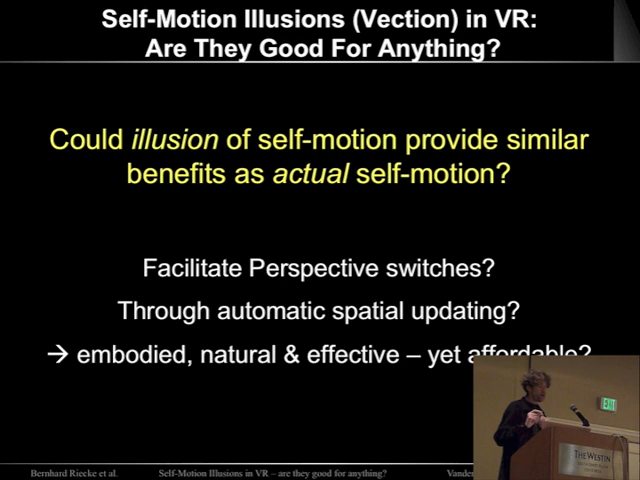 Self-Motion Illusions (Vection) in VR:
Are They Good For Anything?
Could illusion of self-motion provide similar
benefits as actual self-motion?
Facilitate Perspective switches?
Through automatic spatial updating?
→ embodied, natural & effective – yet affordable?
EXIT
THE WESTIN
Bernhard Riecke et al. Self-Motion Illusions in VR – are they good for anything? Vander